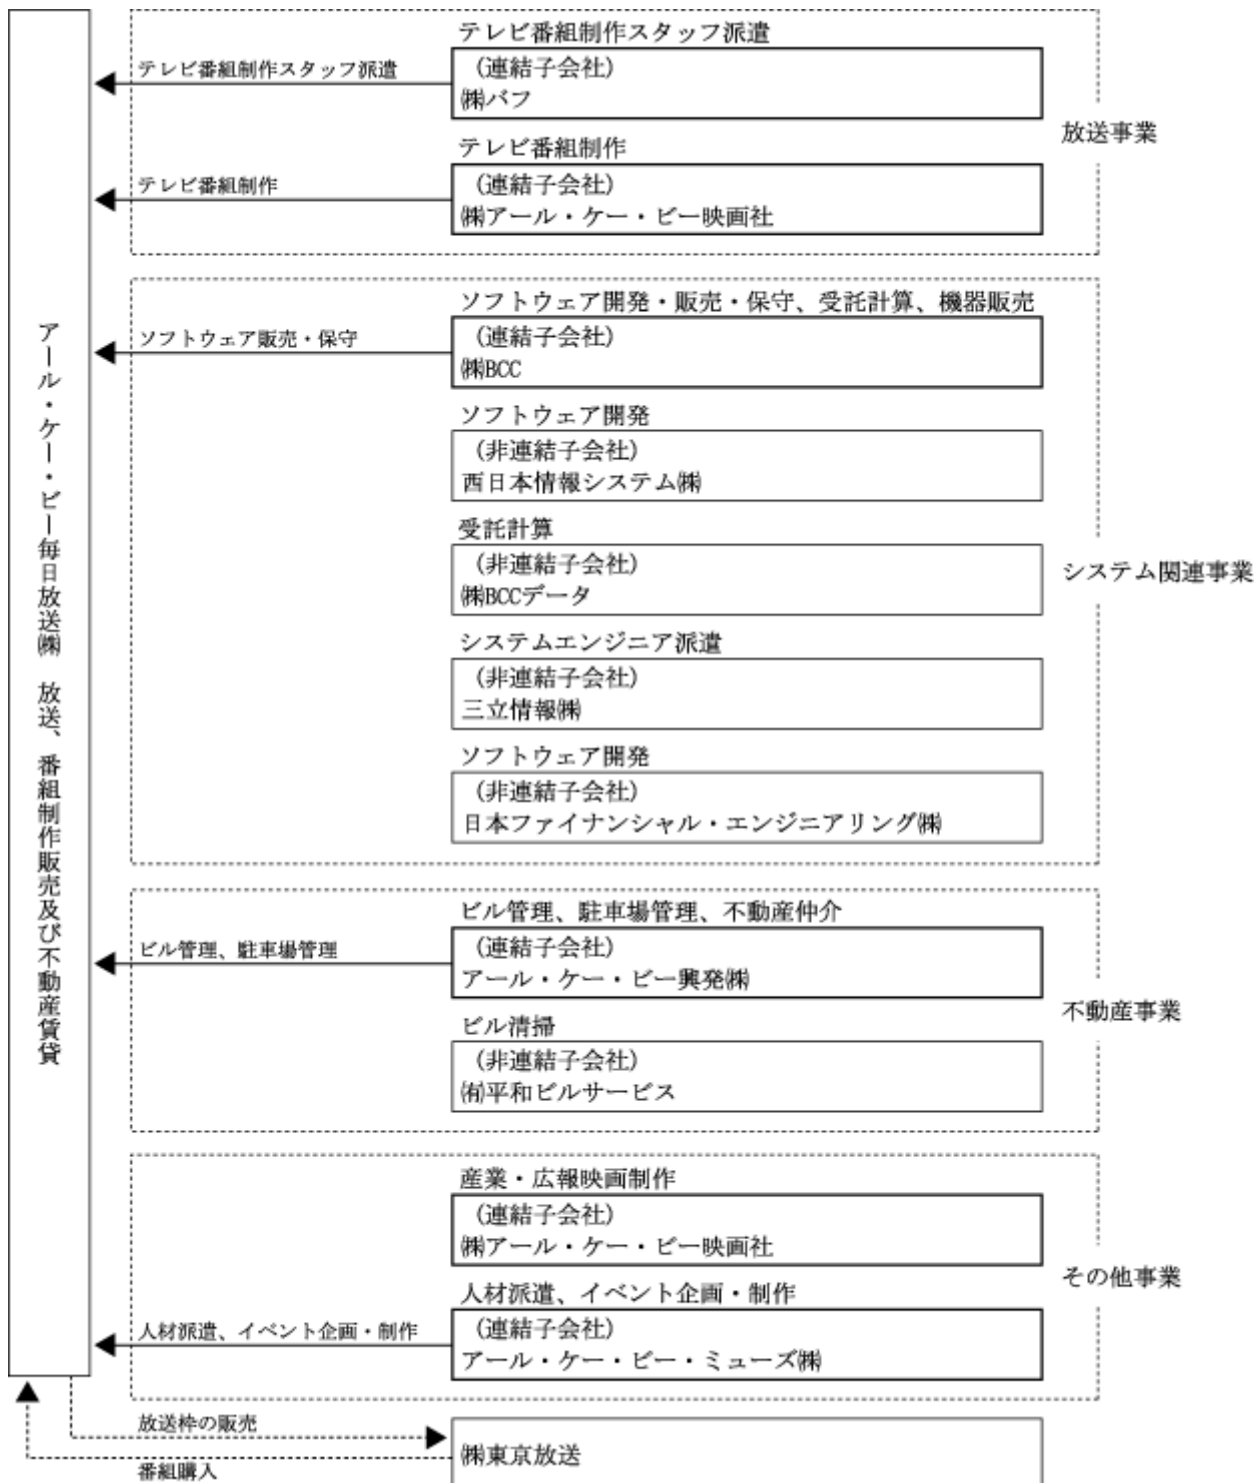 アール・ケー・ビー毎日放送㈱　放送、番組制作販売及び不動産賃貸
放送事業
テレビ番組制作スタッフ派遣
テレビ番組制作スタッフ派遣
（連結子会社）
㈱パフ
テレビ番組制作
テレビ番組制作
（連結子会社）
㈱アール・ケー・ビー映画社
システム関連事業
ソフトウェア開発・販売・保守、受託計算、機器販売
ソフトウェア販売・保守
（連結子会社）
㈱BCC
ソフトウェア開発
（非連結子会社）
西日本情報システム㈱
受託計算
（非連結子会社）
㈱BCCデータ
システムエンジニア派遣
（非連結子会社）
三立情報㈱
ソフトウェア開発
（非連結子会社）
日本ファイナンシャル・エンジニアリング㈱
不動産事業
ビル管理、駐車場管理、不動産仲介
ビル管理、駐車場管理
（連結子会社）
アール・ケー・ビー興発㈱
ビル清掃
（非連結子会社）
㈲平和ビルサービス
その他事業
産業・広報映画制作
（連結子会社）
㈱アール・ケー・ビー映画社
人材派遣、イベント企画・制作
人材派遣、イベント企画・制作
（連結子会社）
アール・ケー・ビー・ミューズ㈱
放送枠の販売
㈱東京放送
番組購入